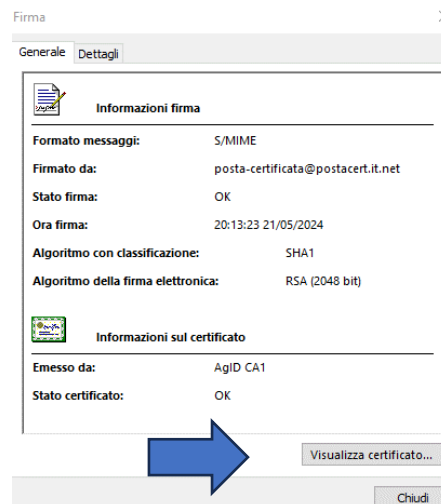 Firma
Generale Dettagli
Informazioni firma
Formato messaggi: S/MIME
Firmato da: posta-certificata@postacert.it.net
Stato firma: OK
Ora firma: 20:13:23 21/05/2024
Algoritmo con classificazione: SHA1
Algoritmo della firma elettronica: RSA (2048 bit)
Informazioni sul certificato
Emesso da: AgID CA1
Stato certificato: OK
Visualizza certificato...
Chiudi